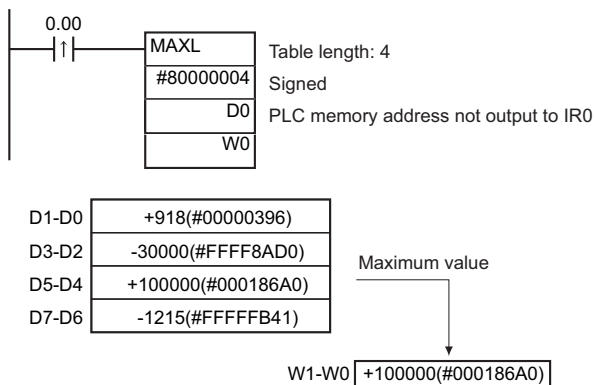 0.00
↑
MAXL
Table length: 4
#80000004
Signed
D0
PLC memory address not output to IR0
W0
D1-D0 +918(#00000396)
D3-D2 -30000(#FFFF8AD0)
D5-D4 +100000(#000186A0)
Maximum value
D7-D6 -1215(#FFFFFB41)
W1-W0 +100000(#000186A0)